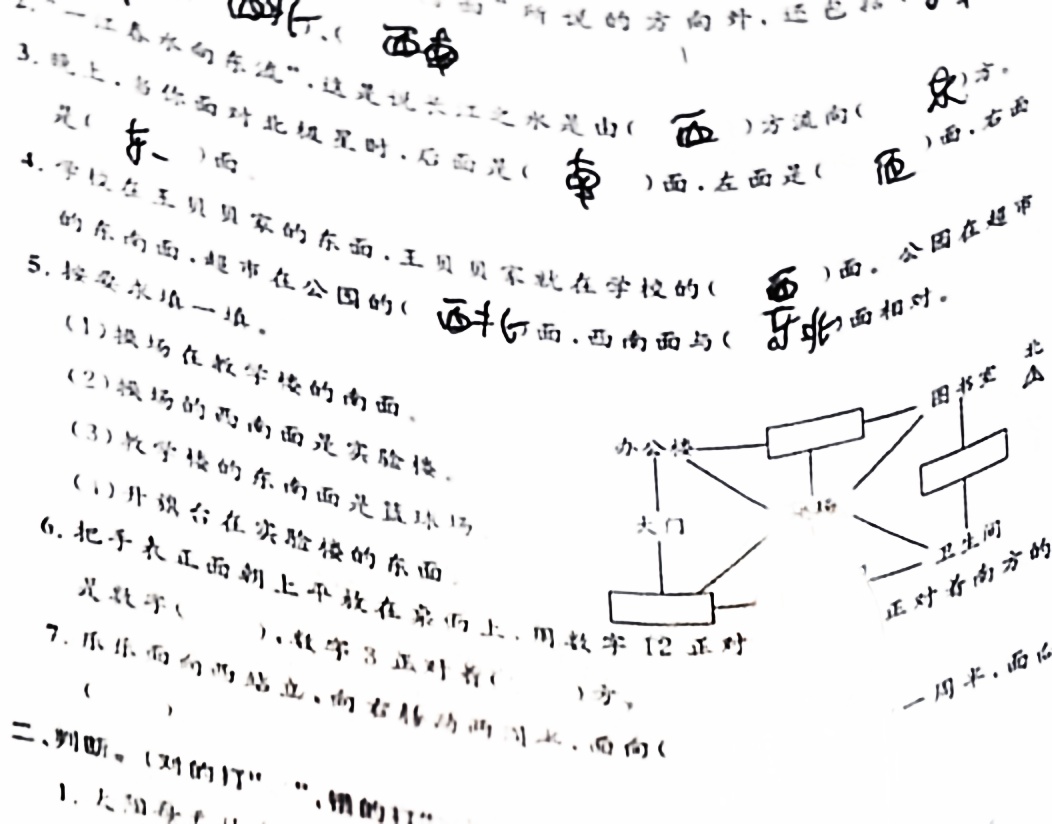 所说的方向外，还包括
西北、( 西南
2. "一江春水向东流"，这是说长江之水是由( 西 )方流向( 东 )方。
3. 晚上，当你面对北极星时，后面是( 南 )面，左面是( 西 )面，右面
是( 东 )面。
4. 学校在王贝贝家的东面，王贝贝家就在学校的( 西 )面。公园在超市
的东南面，超市在公园的( 西北 )面，西南面与( 东北 )面相对。
5. 按要求填一填。
(1)操场在教学楼的南面。
(2)操场的西南面是实验楼。
(3)教学楼的东南面是篮球场
(4)升旗台在实验楼的东面
北
图书室
办公楼
操场
大门
卫生间
6. 把手表正面朝上平放在桌面上，用数字12正对
正对着南方的
是数字( )、数字3正对着( )方。
7. 乐乐面向西站立，向右转动两周半，面向(
一周半，面向
( )
二、判断。(对的打" "，错的打"
1. 太阳